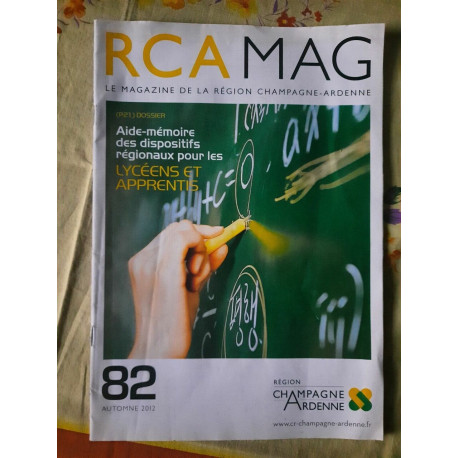 RCA MAG
LE MAGAZINE DE LA RÉGION CHAMPAGNE-ARDENNE
(P21) DOSSIER
Aide-mémoire
des dispositifs
régionaux pour les
LYCÉENS ET
APPRENTIS
82
AUTOMNE 2012
RÉGION
CHAMPAGNE
ARDENNE
www.cr-champagne-ardenne.fr